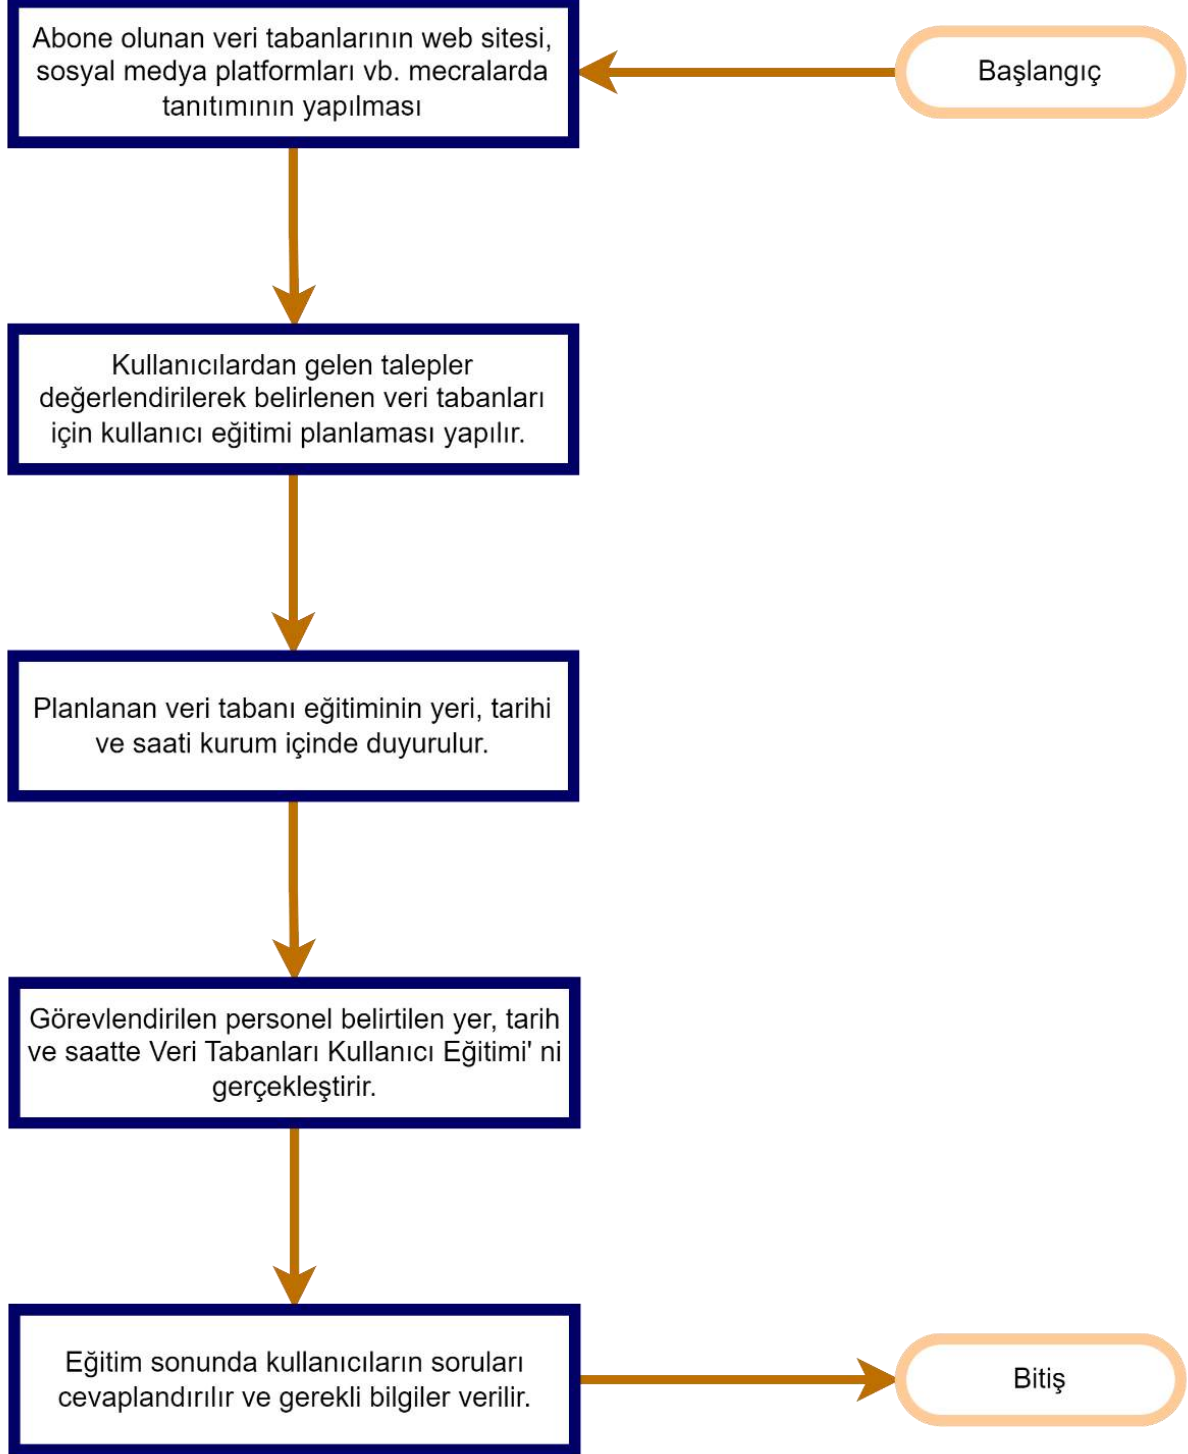 Başlangıç
Abone olunan veri tabanlarının web sitesi,
sosyal medya platformları vb. mecralarda
tanıtımının yapılması
Kullanıcılardan gelen talepler
değerlendirilerek belirlenen veri tabanları
için kullanıcı eğitimi planlaması yapılır.
Planlanan veri tabanı eğitiminin yeri, tarihi
ve saati kurum içinde duyurulur.
Görevlendirilen personel belirtilen yer, tarih
ve saatte Veri Tabanları Kullanıcı Eğitimi' ni
gerçekleştirir.
Eğitim sonunda kullanıcıların soruları
cevaplandırılır ve gerekli bilgiler verilir.
Bitiş